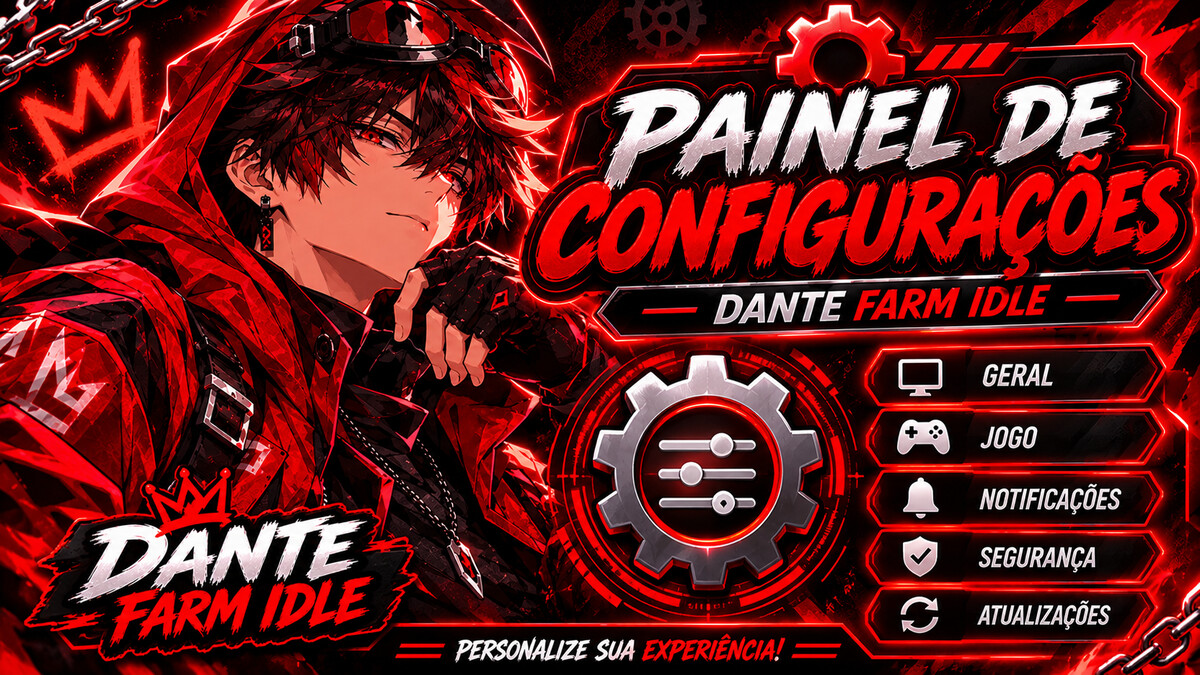 PAINEL DE
CONFIGURAÇÕES
DANTE FARM IDLE
GERAL
JOGO
NOTIFICAÇÕES
SEGURANÇA
ATUALIZAÇÕES
DANTE
FARM IDLE
PERSONALIZE SUA EXPERIÊNCIA!